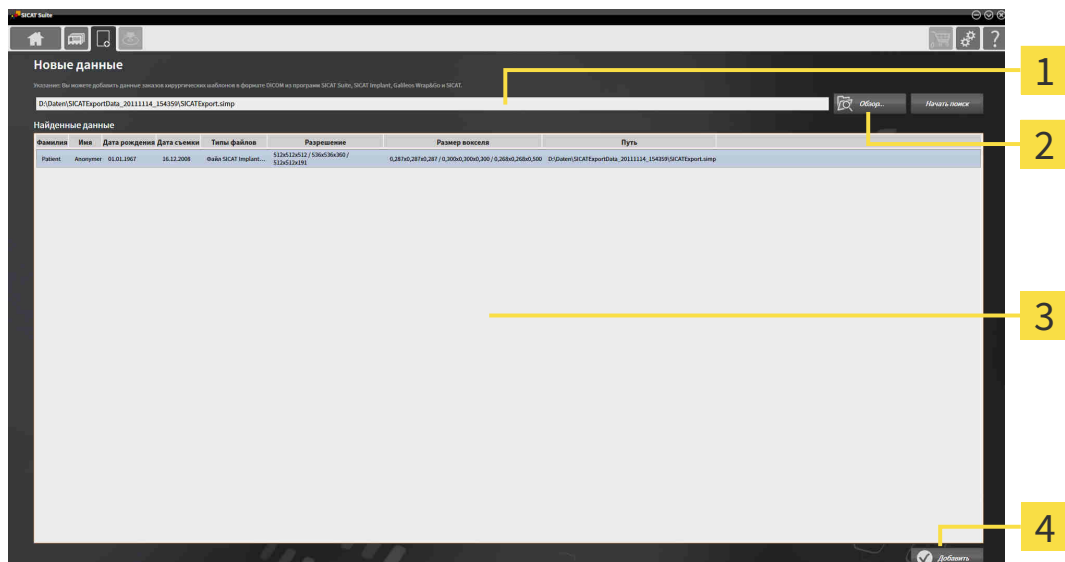 SICAT Suite
?
Новые данные
Указание: Вы можете добавить данные заказов хирургических шаблонов в формате DICOM из программ SICAT Suite, SICAT Implant, Galileos Wrap&Go и SICAT.
D:\Daten\SICATExportData_20111114_154359\SICATExport.simp
Обзор...
Начать поиск
Найденные данные
Фамилия Имя Дата рождения Дата съемки Типы файлов Разрешение Размер вокселя Путь
Patient Anonymer 01.01.1967 16.12.2008 Файл SICAT Implant... 512x512x512 / 536x536x360 / 512x512x191 0,287x0,287x0,287 / 0,300x0,300x0,300 / 0,268x0,268x0,500 D:\Daten\SICATExportData_20111114_154359\SICATExport.simp
Добавить
1
2
3
4